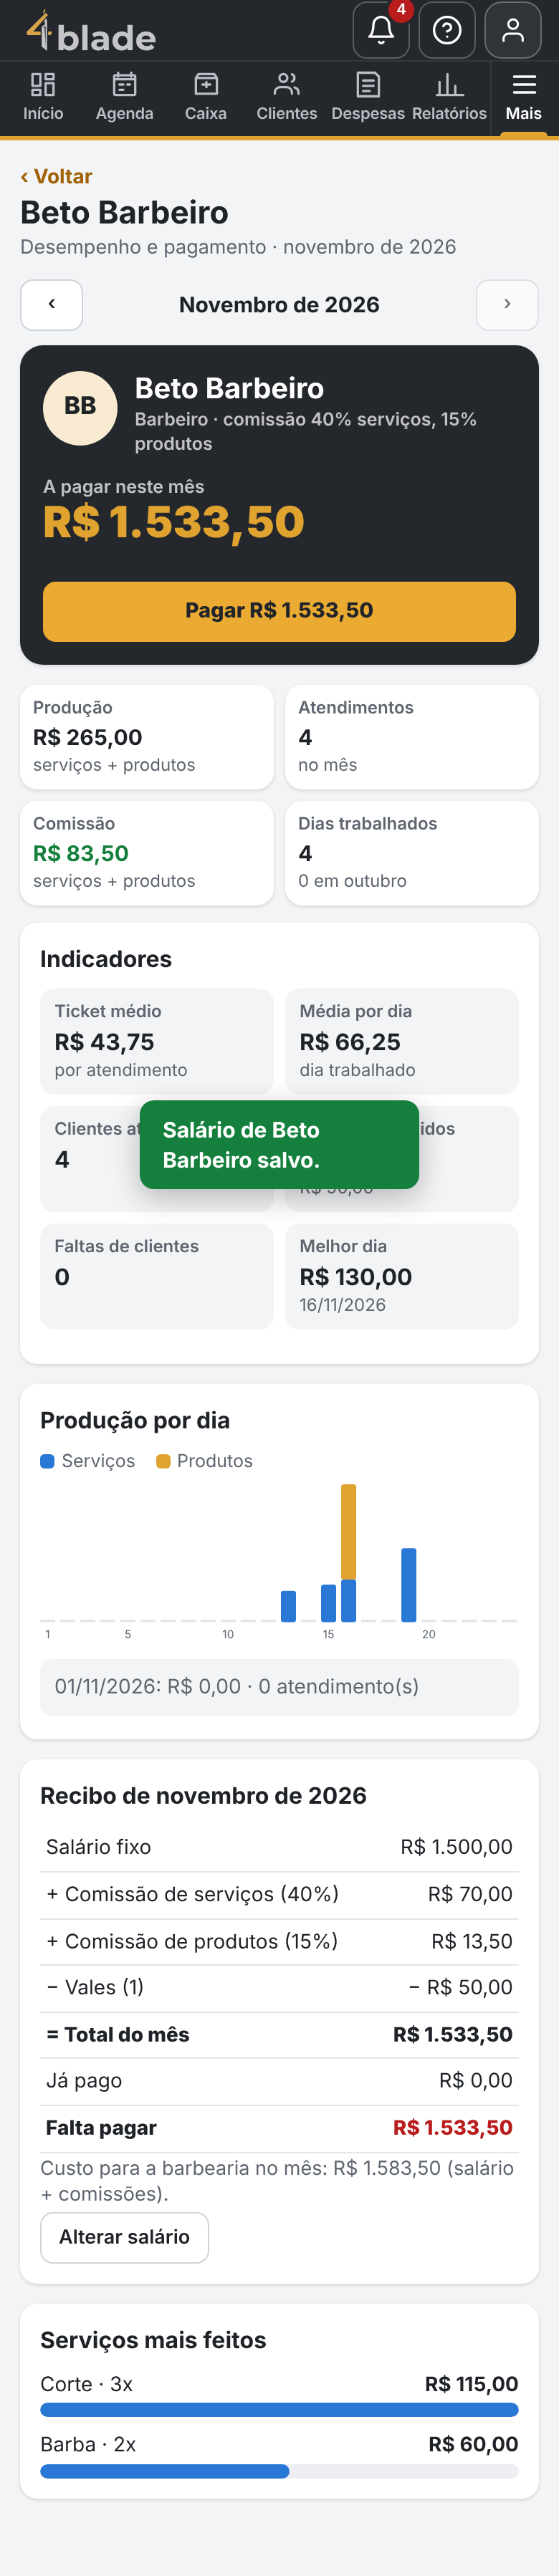 4blade
4
Início
Agenda
Caixa
Clientes
Despesas
Relatórios
Mais
‹ Voltar
Beto Barbeiro
Desempenho e pagamento · novembro de 2026
‹
Novembro de 2026
›
BB
Beto Barbeiro
Barbeiro · comissão 40% serviços, 15%
produtos
A pagar neste mês
R$ 1.533,50
Pagar R$ 1.533,50
Produção
R$ 265,00
serviços + produtos
Atendimentos
4
no mês
Comissão
R$ 83,50
serviços + produtos
Dias trabalhados
4
0 em outubro
Indicadores
Ticket médio
R$ 43,75
por atendimento
Média por dia
R$ 66,25
dia trabalhado
Clientes
4
Salário de Beto
Barbeiro salvo.
Faltas de clientes
0
Melhor dia
R$ 130,00
16/11/2026
Produção por dia
Serviços
Produtos
1
5
10
15
20
01/11/2026: R$ 0,00 · 0 atendimento(s)
Recibo de novembro de 2026
Salário fixo R$ 1.500,00
+ Comissão de serviços (40%) R$ 70,00
+ Comissão de produtos (15%) R$ 13,50
− Vales (1) − R$ 50,00
= Total do mês R$ 1.533,50
Já pago R$ 0,00
Falta pagar R$ 1.533,50
Custo para a barbearia no mês: R$ 1.583,50 (salário
+ comissões).
Alterar salário
Serviços mais feitos
Corte · 3x R$ 115,00
Barba · 2x R$ 60,00